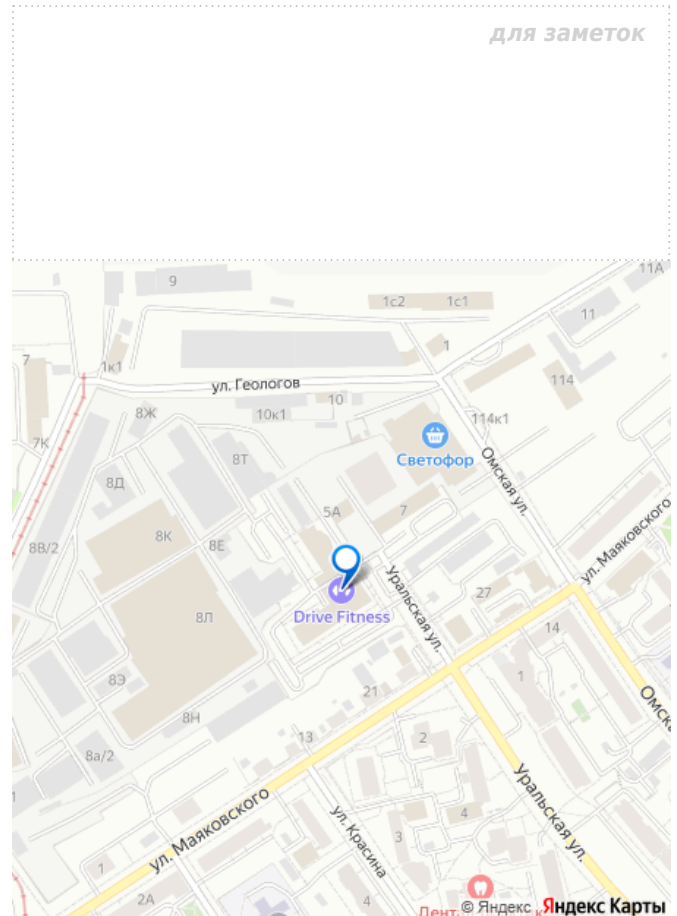 для заметок
11А
9
1с2
1с1
11
1
7
1к1
ул. Геологов
114
10
8Ж
10к1
114к1
7К
8Т
Светофор
Омская ул.
8Д
5А
7
8К
8Е
8В/2
ул. Маяковского
Уральская ул.
27
Drive Fitness
8Л
14
8Э
21
1
8Н
13
2
8а/2
Уральская ул.
ул. Маяковского
ул. Красина
4
3
1
2А
4
© Яндекс Яндекс Карты